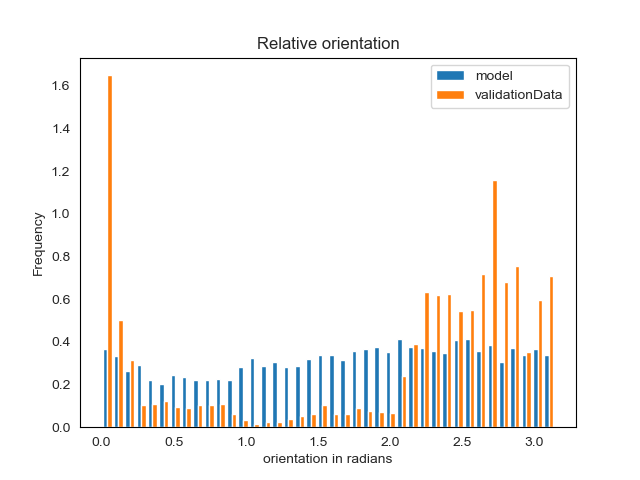 Relative orientation
model
validationData
Frequency
1.6
1.4
1.2
1.0
0.8
0.6
0.4
0.2
0.0
0.0 0.5 1.0 1.5 2.0 2.5 3.0
orientation in radians